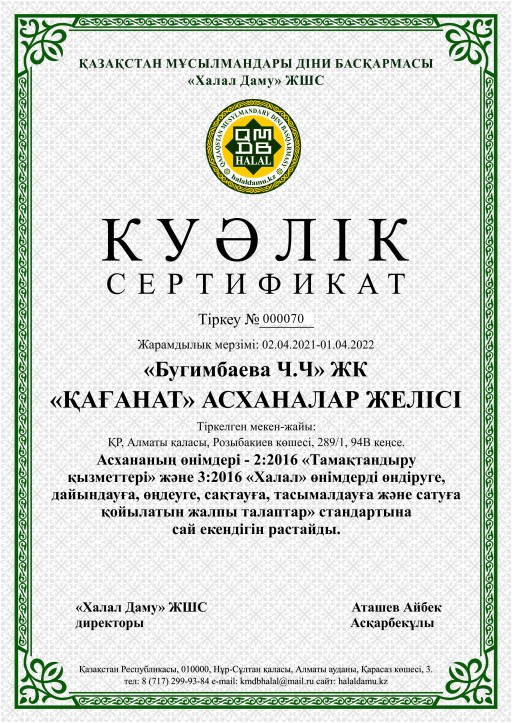 ҚАЗАҚСТАН МҰСЫЛМАНДАРЫ ДІНИ БАСҚАРМАСЫ
«Халал Даму» ЖШС
QAZAQSTAN MUSYLMANDARY DINI BASQARMASY
QMDB
HALAL
halaldamu.kz
КУӘЛІК
СЕРТИФИКАТ
Тіркеу № 000070
Жарамдылық мерзімі: 02.04.2021-01.04.2022
«Бугимбаева Ч.Ч» ЖК
«ҚАҒАНАТ» АСХАНАЛАР ЖЕЛІСІ
Тіркелген мекен-жайы:
ҚР, Алматы қаласы, Розыбакиев көшесі, 289/1, 94В кеңсе.
Асхананың өнімдері - 2:2016 «Тамақтандыру
қызметтері» және 3:2016 «Халал» өнімдерді өндіруге,
дайындауға, өңдеуге, сақтауға, тасымалдауға және сатуға
қойылатын жалпы талаптар» стандартына
сай екендігін растайды.
«Халал Даму» ЖШС Аташев Айбек
директоры Асқарбекұлы
Қазақстан Республикасы, 010000, Нұр-Сұлтан қаласы, Алматы ауданы, Қарасаз көшесі, 3.
тел: 8 (717) 299-93-84 e-mail: kmdbhalal@mail.ru сайт: halaldamu.kz